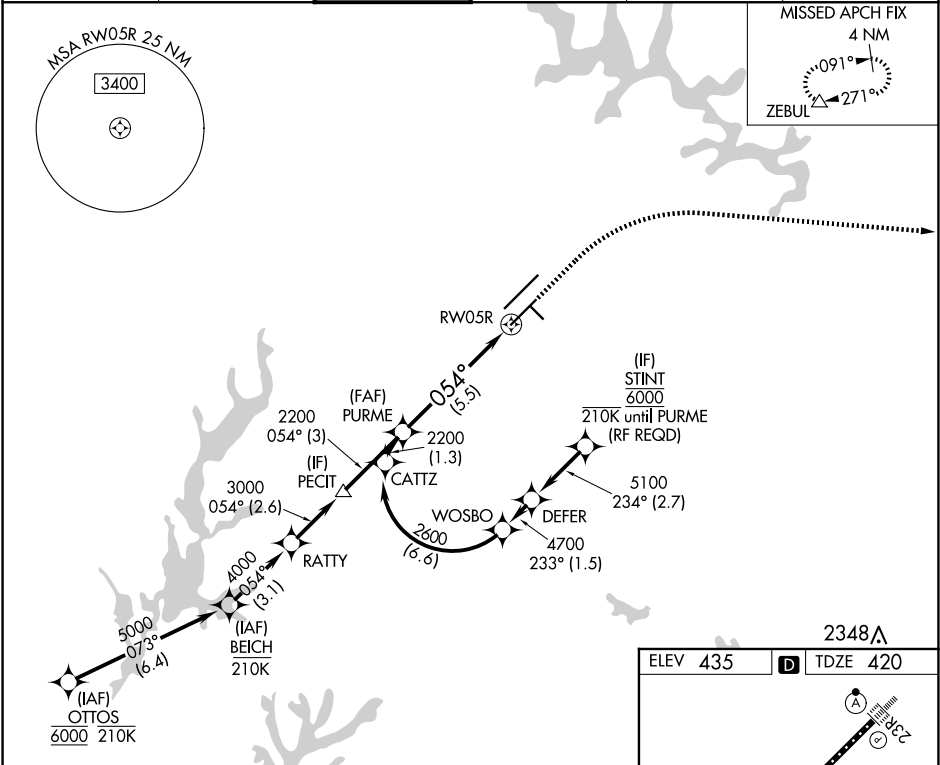 MSA RW05R 25 NM
3400
MISSED APCH FIX
4 NM
091°
271°
ZEBUL
RW05R
(IF)
STINT
6000
210K until PURME
(RF REQD)
054°
(5.5)
(FAF)
PURME
2200
054° (3)
2200
(1.3)
(IF)
PECIT
CATTZ
5100
234° (2.7)
3000
054° (2.6)
WOSBO
DEFER
2600
(6.6)
4700
233° (1.5)
RATTY
4000
054°
(3.1)
5000
073°
(6.4)
(IAF)
BEICH
210K
(IAF)
OTTOS
6000 210K
2348
ELEV 435 D TDZE 420
A
P
23R